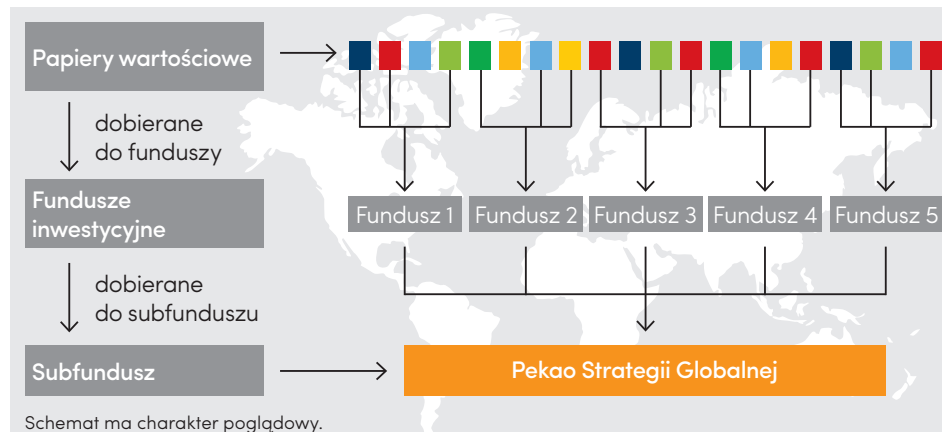 Papiery wartościowe
dobierane
do funduszy
Fundusze
inwestycyjne
Fundusz 1
Fundusz 2
Fundusz 3
Fundusz 4
Fundusz 5
dobierane
do subfunduszu
Subfundusz
Pekao Strategii Globalnej
Schemat ma charakter poglądowy.